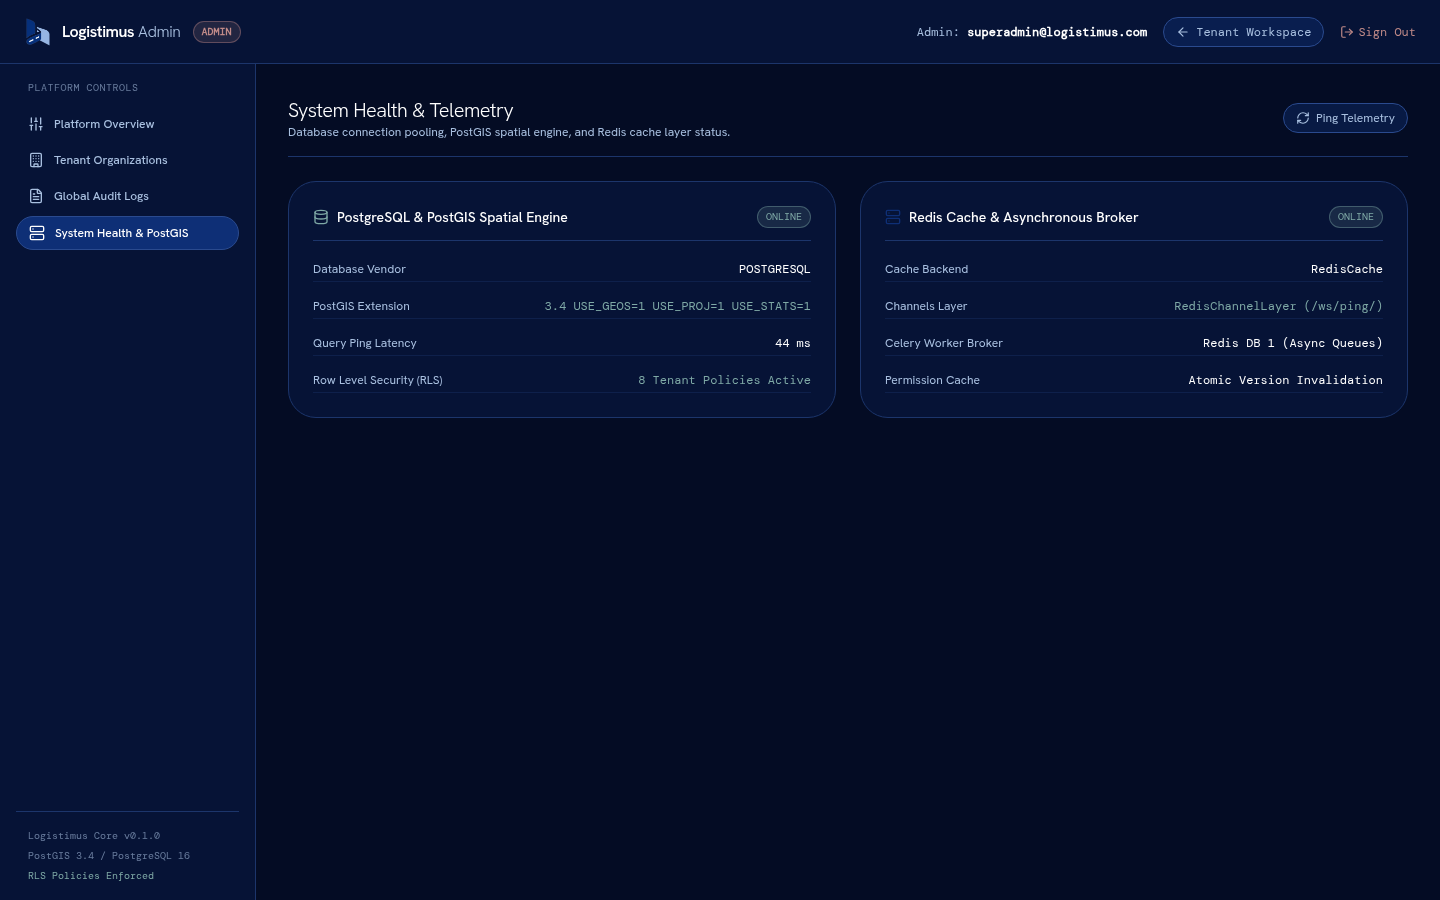 Logistimus Admin ADMIN
Admin: superadmin@logistimus.com
Tenant Workspace
Sign Out
PLATFORM CONTROLS
Platform Overview
Tenant Organizations
Global Audit Logs
System Health & PostGIS
System Health & Telemetry
Database connection pooling, PostGIS spatial engine, and Redis cache layer status.
Ping Telemetry
PostgreSQL & PostGIS Spatial Engine ONLINE
Database Vendor POSTGRESQL
PostGIS Extension 3.4 USE_GEOS=1 USE_PROJ=1 USE_STATS=1
Query Ping Latency 44 ms
Row Level Security (RLS) 8 Tenant Policies Active
Redis Cache & Asynchronous Broker ONLINE
Cache Backend RedisCache
Channels Layer RedisChannelLayer (/ws/ping/)
Celery Worker Broker Redis DB 1 (Async Queues)
Permission Cache Atomic Version Invalidation
Logistimus Core v0.1.0
PostGIS 3.4 / PostgreSQL 16
RLS Policies Enforced